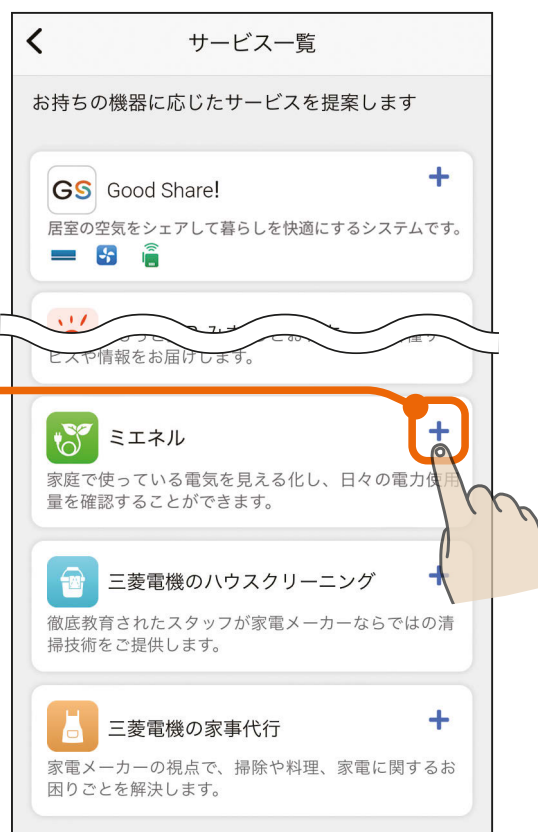 サービス一覧
お持ちの機器に応じたサービスを提案します
GS Good Share!
居室の空気をシェアして暮らしを快適にするシステムです。
ビスや情報をお届けします。
ミエネル
家庭で使っている電気を見える化し、日々の電力使用
量を確認することができます。
三菱電機のハウスクリーニング
徹底教育されたスタッフが家電メーカーならではの清
掃技術をご提供します。
三菱電機の家事代行
家電メーカーの視点で、掃除や料理、家電に関するお
困りごとを解決します。